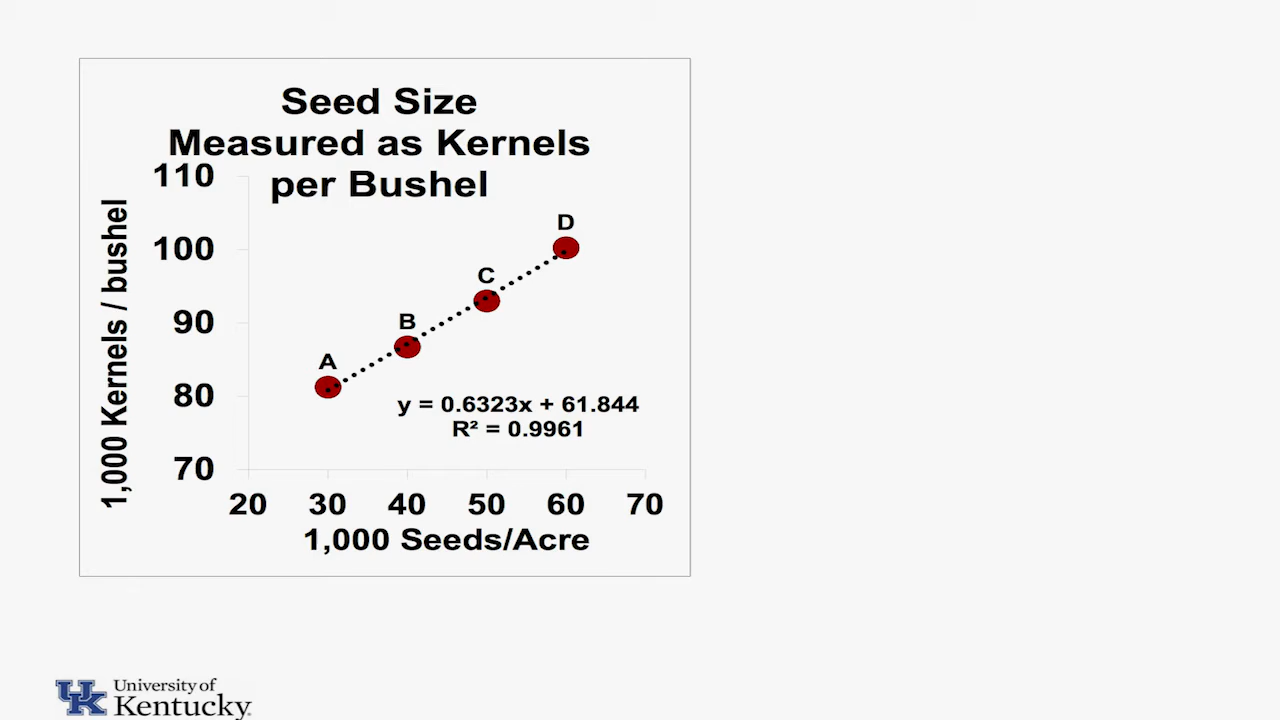 Seed Size
Measured as Kernels
per Bushel
1,000 Kernels / bushel
110
100
90
80
70
A
B
C
D
y = 0.6323x + 61.844
R² = 0.9961
20 30 40 50 60 70
1,000 Seeds/Acre
UK
University of
Kentucky.